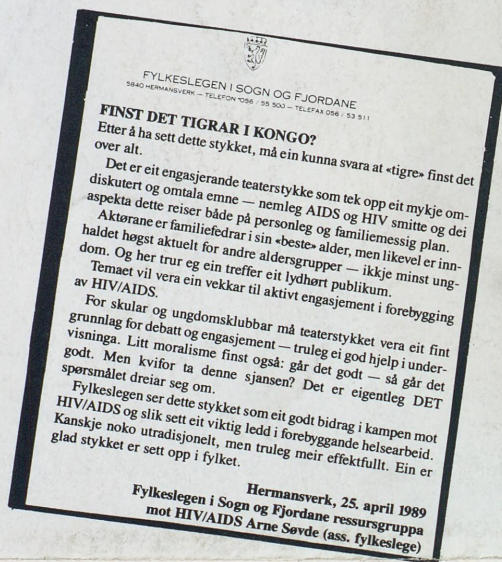 FYLKESLEGEN I SOGN OG FJORDANE
5840 HERMANSVERK — TELEFON *056 / 55 500 — TELEFAX 056 / 53 511
FINST DET TIGRAR I KONGO?
Etter å ha sett dette stykket, må ein kunna svara at «tigre» finst det
over alt.
Det er eit engasjerande teaterstykke som tek opp eit mykje om-
diskutert og omtala emne — nemleg AIDS og HIV smitte og dei
aspekta dette reiser både på personleg og familiemessig plan.
Aktørane er familiefedrar i sin «beste» alder, men likevel er inn-
haldet høgst aktuelt for andre aldersgrupper — ikkje minst ung-
dom. Og her trur eg ein treffer eit lydhørt publikum.
Temaet vil vera ein vekkar til aktivt engasjement i forebygging
av HIV/AIDS.
For skular og ungdomsklubbar må teaterstykket vera eit fint
grunnlag for debatt og engasjement — truleg ei god hjelp i under-
visninga. Litt moralisme finst også: går det godt — så går det
godt. Men kvifor ta denne sjansen? Det er eigentleg DET
spørsmålet dreiar seg om.
Fylkeslegen ser dette stykket som eit godt bidrag i kampen mot
HIV/AIDS og slik sett eit viktig ledd i forebyggande helsearbeid.
Kanskje noko utradisjonelt, men truleg meir effektfullt. Ein er
glad stykket er sett opp i fylket.
Hermansverk, 25. april 1989
Fylkeslegen i Sogn og Fjordane ressursgruppa
mot HIV/AIDS Arne Søvde (ass. fylkeslege)